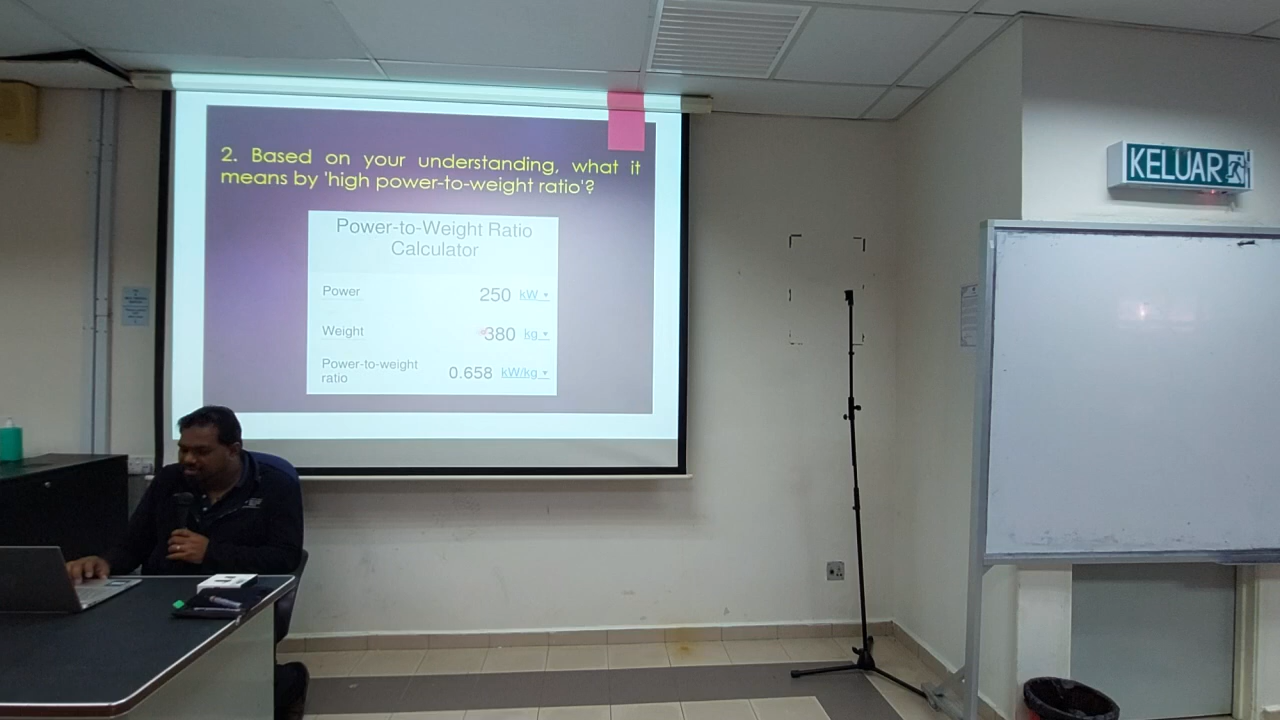 2. Based on your understanding, what it
means by 'high power-to-weight ratio'?
Power-to-Weight Ratio
Calculator
Power 250 kW
Weight 380 kg
Power-to-weight
ratio 0.658 kW/kg
KELUAR